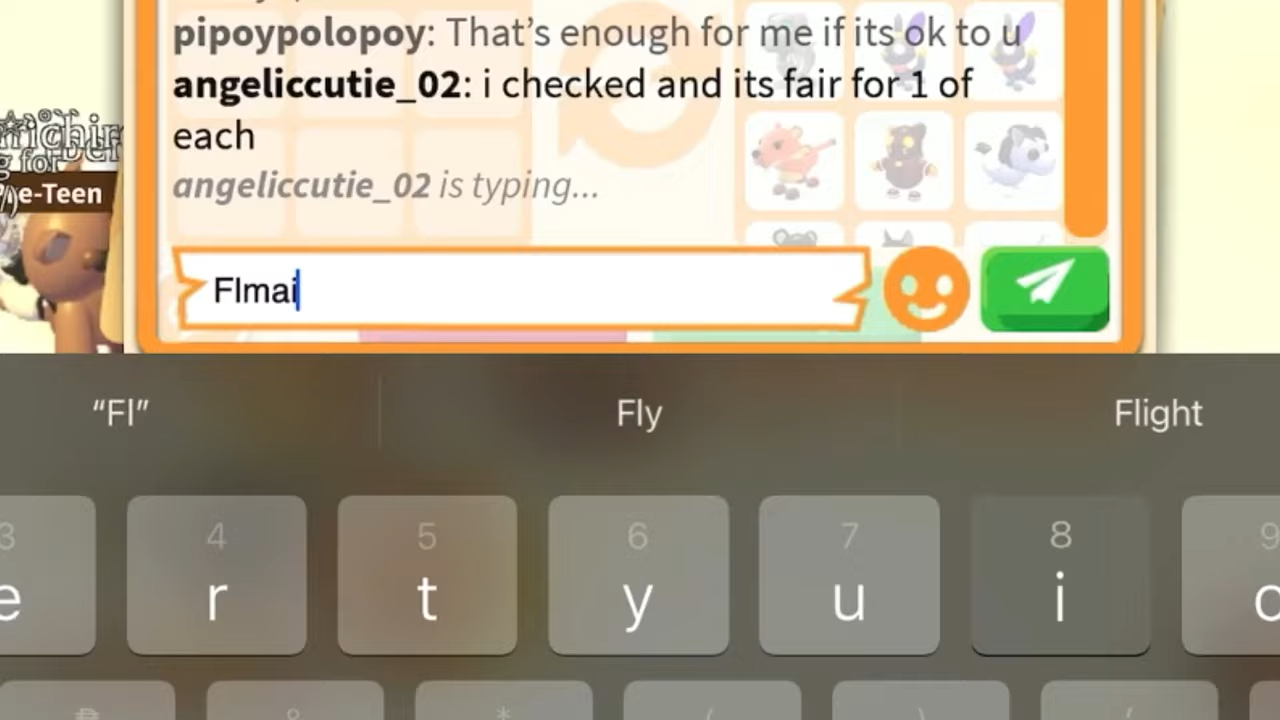 pipoypolopoy: That's enough for me if its ok to u
angeliccutie_02: i checked and its fair for 1 of
each
angeliccutie_02 is typing...
g for
e-Teen
Flmai
“Fl” Fly Flight
3 4 5 6 7 8 9
e r t y u i o
₱